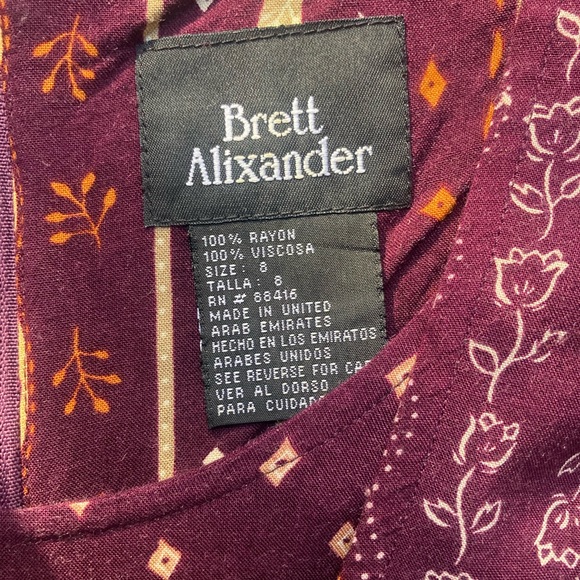 Brett
Alixander
100% RAYON
100% VISCOSA
SIZE: 8
TALLA: 8
RN # 88416
MADE IN UNITED
ARAB EMIRATES
HECHO EN LOS EMIRATOS
ARABES UNIDOS
SEE REVERSE FOR
VER AL DORSO
PARA